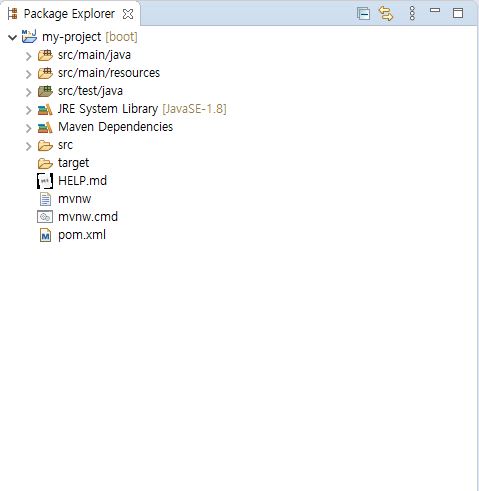 Package Explorer
my-project [boot]
src/main/java
src/main/resources
src/test/java
JRE System Library [JavaSE-1.8]
Maven Dependencies
src
target
HELP.md
mvnw
mvnw.cmd
pom.xml